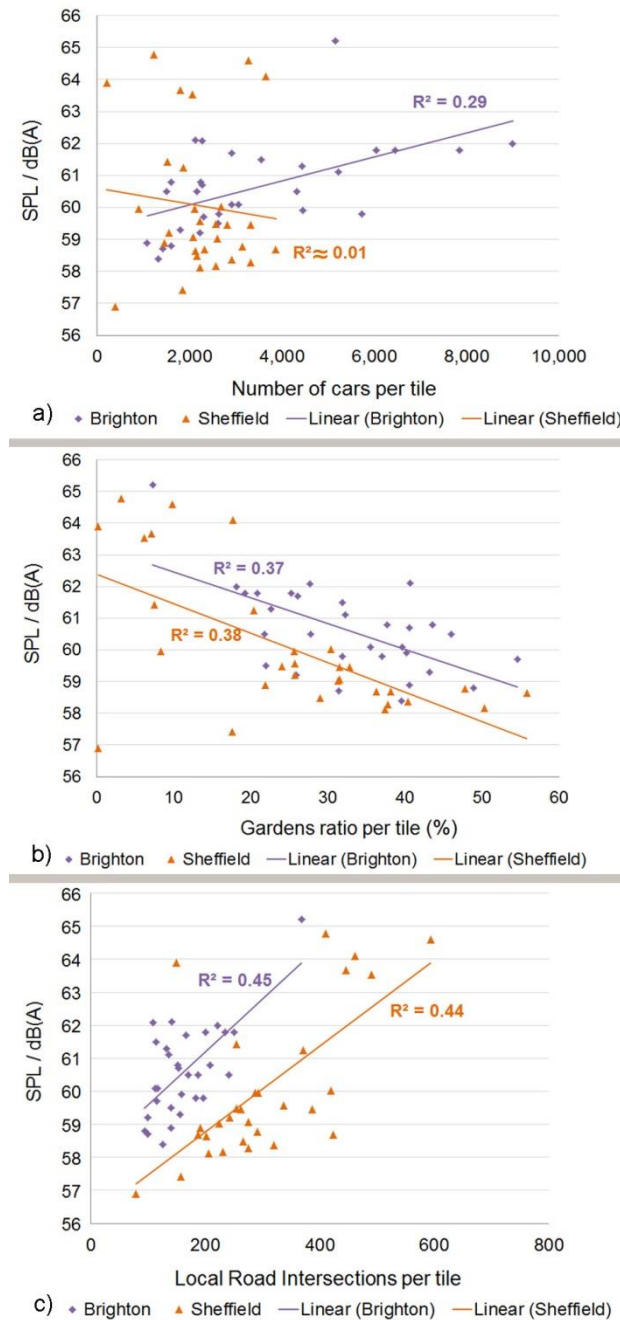 66
65
64
63
62
61
60
59
58
57
56
SPL / dB(A)
R² = 0.29
R²≈ 0.01
0 2,000 4,000 6,000 8,000 10,000
Number of cars per tile
a) Brighton Sheffield Linear (Brighton) Linear (Sheffield)
66
65
64
63
62
61
60
59
58
57
56
SPL / dB(A)
R² = 0.37
R² = 0.38
0 10 20 30 40 50 60
Gardens ratio per tile (%)
b) Brighton Sheffield Linear (Brighton) Linear (Sheffield)
66
65
64
63
62
61
60
59
58
57
56
SPL / dB(A)
R² = 0.45
R² = 0.44
0 200 400 600 800
Local Road Intersections per tile
c) Brighton Sheffield Linear (Brighton) Linear (Sheffield)